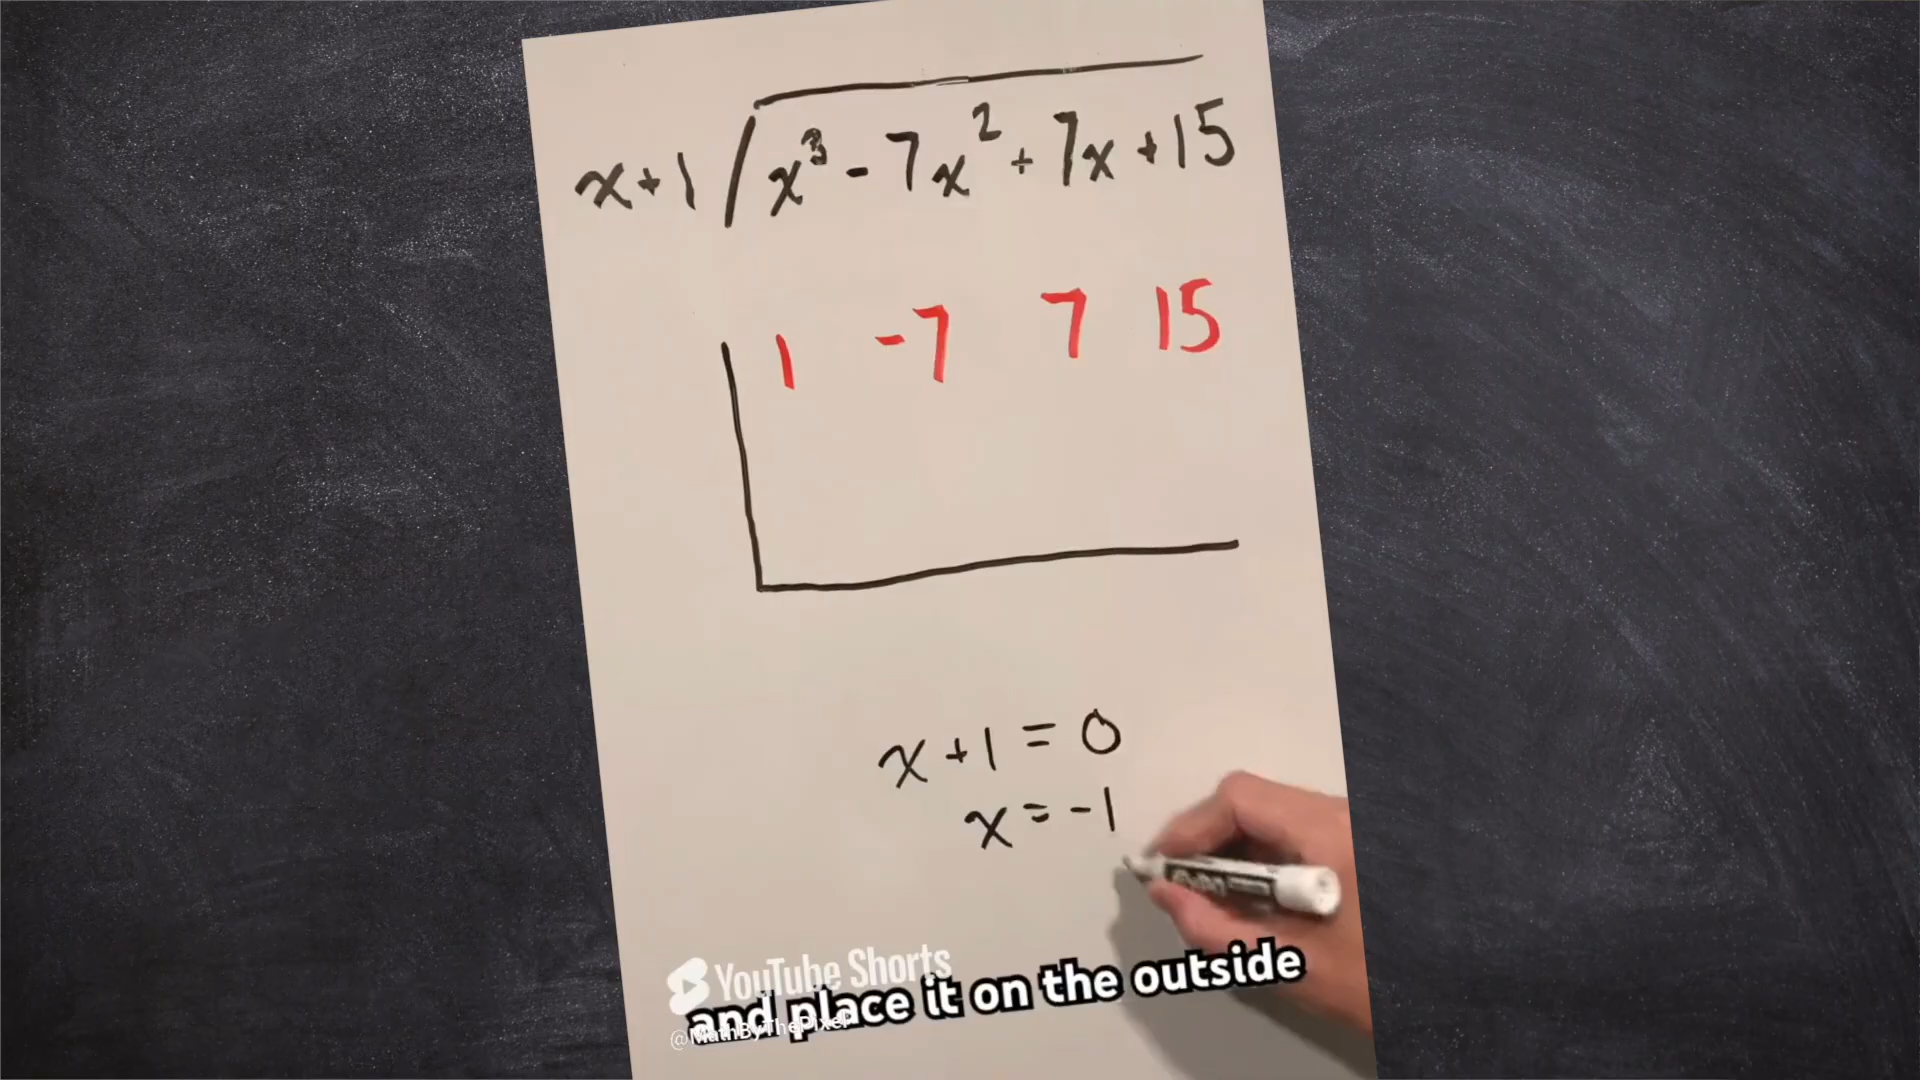 x+1 / x³ - 7x² + 7x + 15
1 -7 7 15
x + 1 = 0
x = -1
YouTube Shorts
and place it on the outside
@MathByThePixel